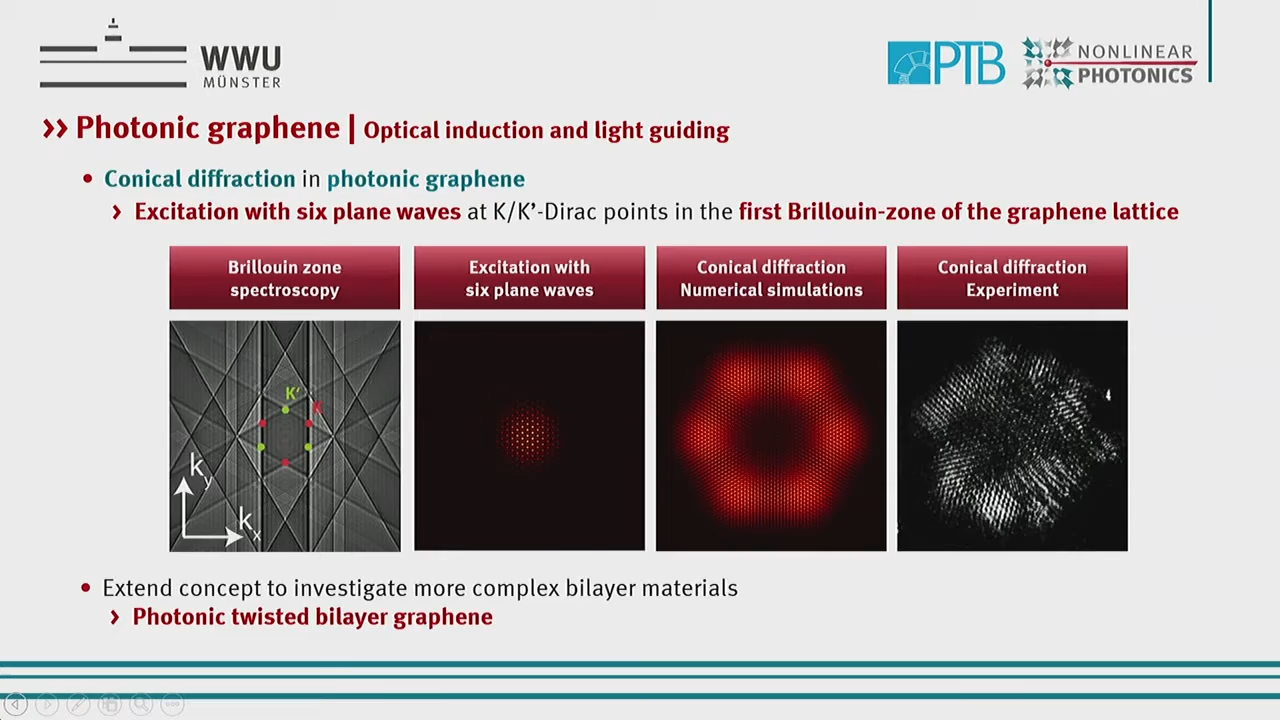 WWU
MÜNSTER
PTB
NONLINEAR
PHOTONICS
›› Photonic graphene | Optical induction and light guiding
• Conical diffraction in photonic graphene
› Excitation with six plane waves at K/K’-Dirac points in the first Brillouin-zone of the graphene lattice
Brillouin zone
spectroscopy
Excitation with
six plane waves
Conical diffraction
Numerical simulations
Conical diffraction
Experiment
K’
K
ky
kx
• Extend concept to investigate more complex bilayer materials
› Photonic twisted bilayer graphene